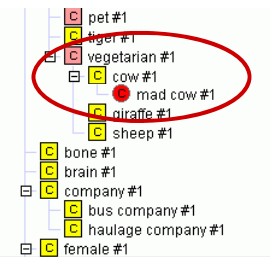 C pet #1
C tiger #1
C vegetarian #1
C cow #1
C mad cow #1
C giraffe #1
C sheep #1
C bone #1
C brain #1
C company #1
C bus company #1
C haulage company #1
C female #1